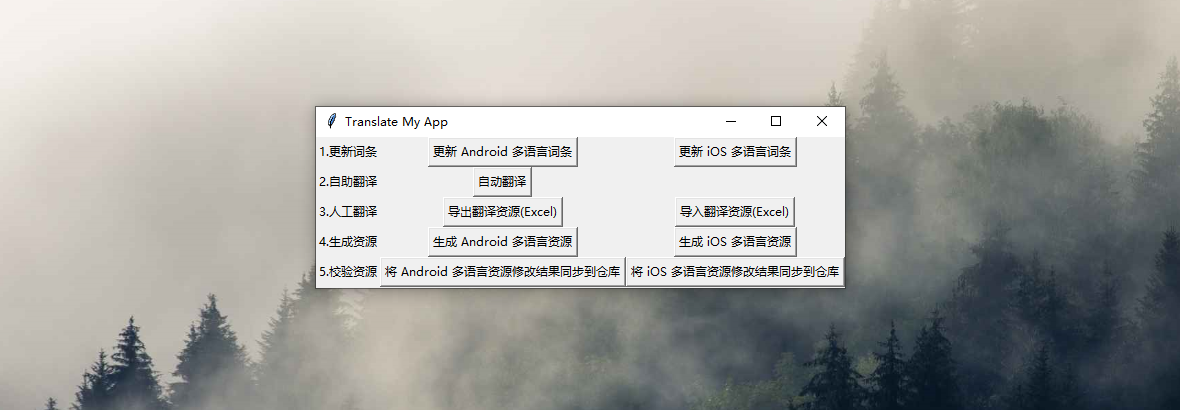 Translate My App
1.更新词条 更新 Android 多语言词条 更新 iOS 多语言词条
2.自助翻译 自动翻译
3.人工翻译 导出翻译资源(Excel) 导入翻译资源(Excel)
4.生成资源 生成 Android 多语言资源 生成 iOS 多语言资源
5.校验资源 将 Android 多语言资源修改结果同步到仓库 将 iOS 多语言资源修改结果同步到仓库